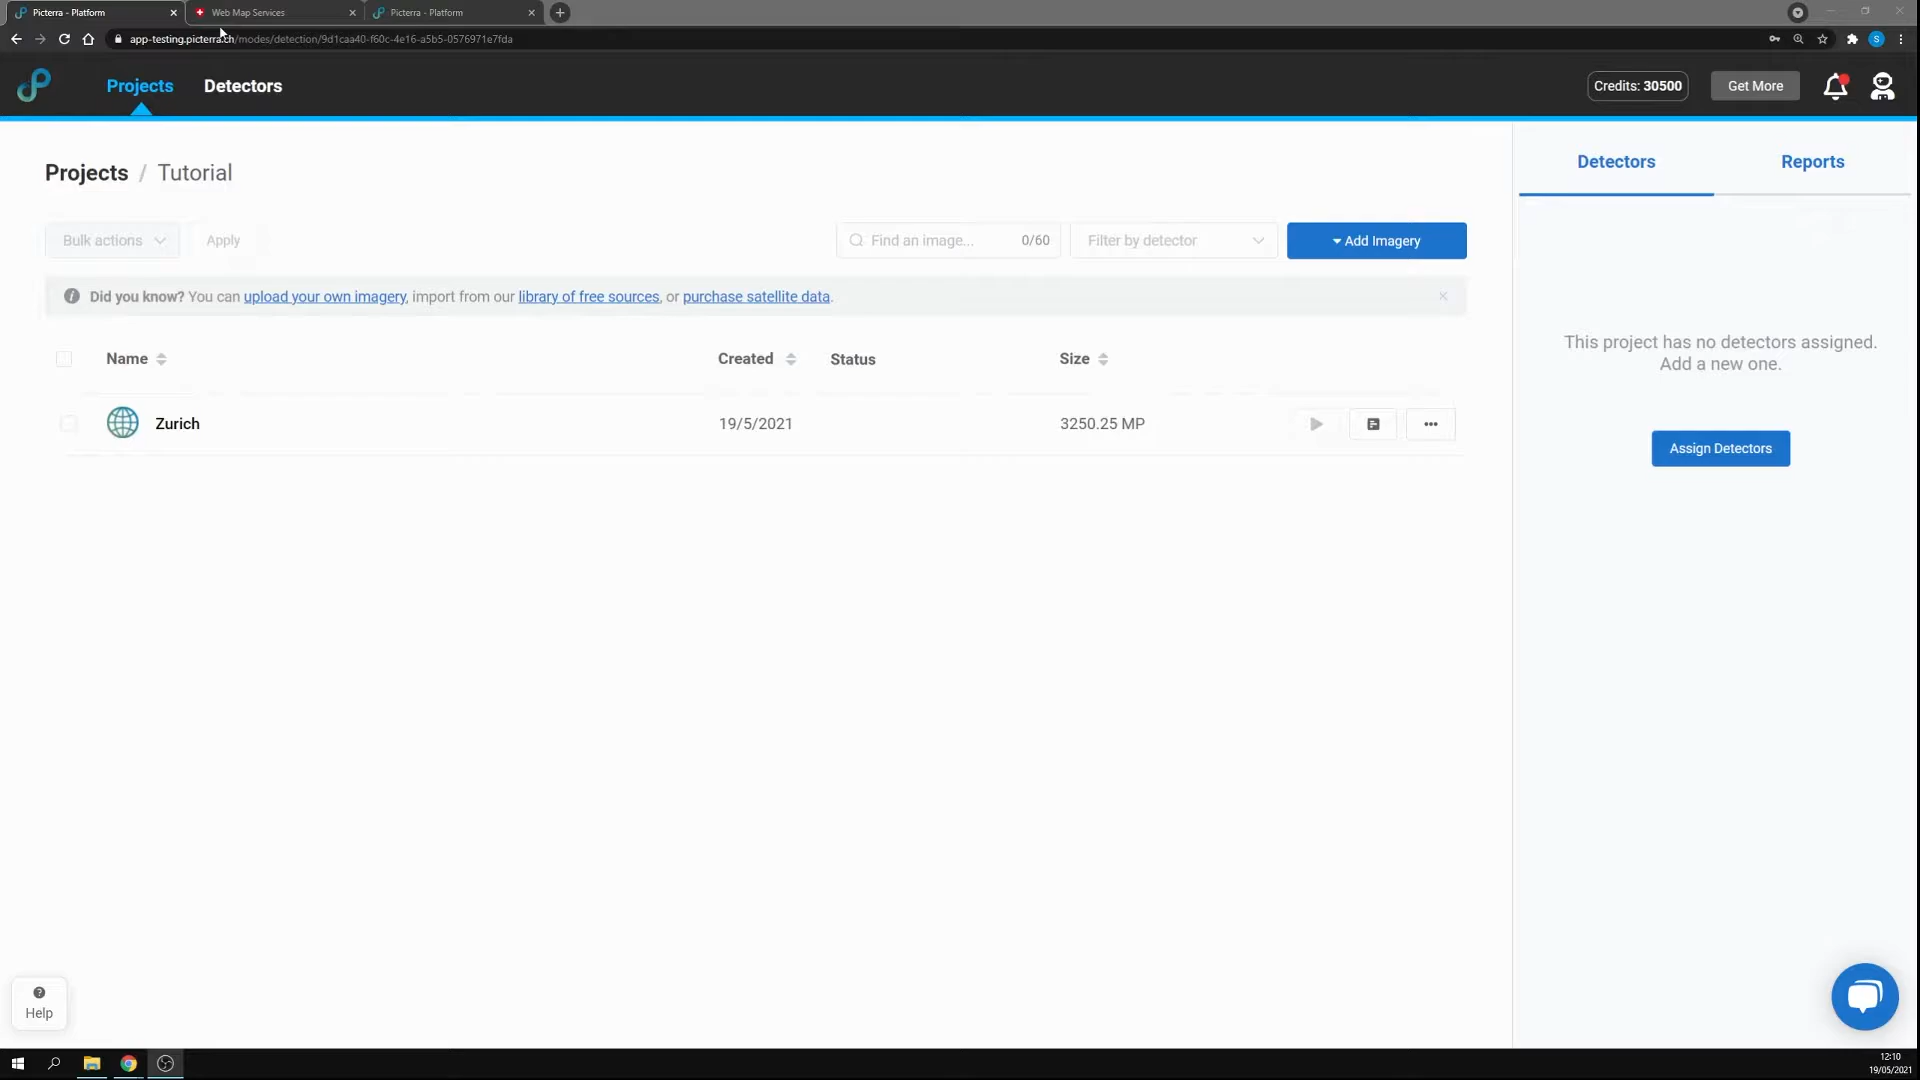 Picterra - Platform
Web Map Services
Picterra - Platform
app-testing.picterra.ch/modes/detection/9d1caa40-f60c-4e16-a5b5-0576971e7fda
S
Projects
Detectors
Credits: 30500
Get More
Projects / Tutorial
Detectors
Reports
Bulk actions
Apply
Find an image...
0/60
Filter by detector
Add Imagery
Did you know? You can upload your own imagery, import from our library of free sources, or purchase satellite data.
This project has no detectors assigned.
Add a new one.
Name
Created
Status
Size
Zurich
19/5/2021
3250.25 MP
Assign Detectors
Help
12:10
19/05/2021